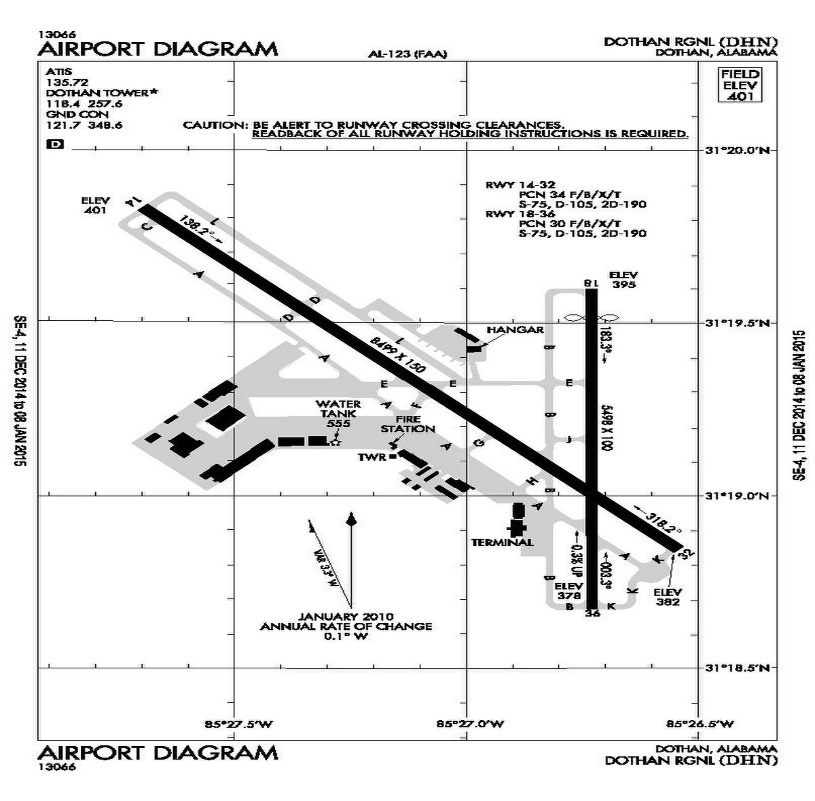 13066
AIRPORT DIAGRAM
AL-123 (FAA)
DOTHAN RGNL (DHN)
DOTHAN, ALABAMA
ATIS
135.72
DOTHAN TOWER*
118.4 257.6
GND CON
121.7 348.6
D
CAUTION: BE ALERT TO RUNWAY CROSSING CLEARANCES.
READBACK OF ALL RUNWAY HOLDING INSTRUCTIONS IS REQUIRED.
FIELD
ELEV
401
31°20.0'N
RWY 14-32
PCN 34 F/B/X/T
S-75, D-105, 2D-190
RWY 18-36
PCN 30 F/B/X/T
S-75, D-105, 2D-190
ELEV
401
14
138.2°
L
C
A
D
D
18
ELEV
395
31°19.5'N
L
8499 X 150
HANGAR
B
183.3°
A
E
E
E
A
F
WATER
TANK
555
FIRE
STATION
TWR
A
G
B
J
5498 X 100
H
A
B
31°19.0'N
TERMINAL
318.2°
32
0.3% UP
003.3°
A
K
K
B
ELEV
378
B
36
K
ELEV
382
VAR 3.3° W
JANUARY 2010
ANNUAL RATE OF CHANGE
0.1° W
31°18.5'N
85°27.5'W
85°27.0'W
85°26.5'W
SE-4, 11 DEC 2014 to 08 JAN 2015
SE-4, 11 DEC 2014 to 08 JAN 2015
AIRPORT DIAGRAM
13066
DOTHAN, ALABAMA
DOTHAN RGNL (DHN)